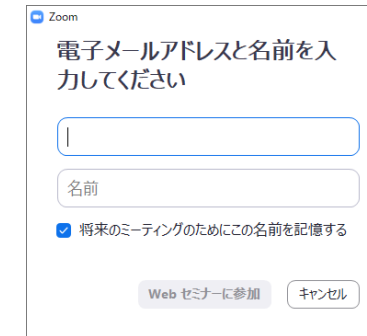 Zoom
電子メールアドレスと名前を入
力してください
名前
将来のミーティングのためにこの名前を記憶する
Web セミナーに参加 キャンセル